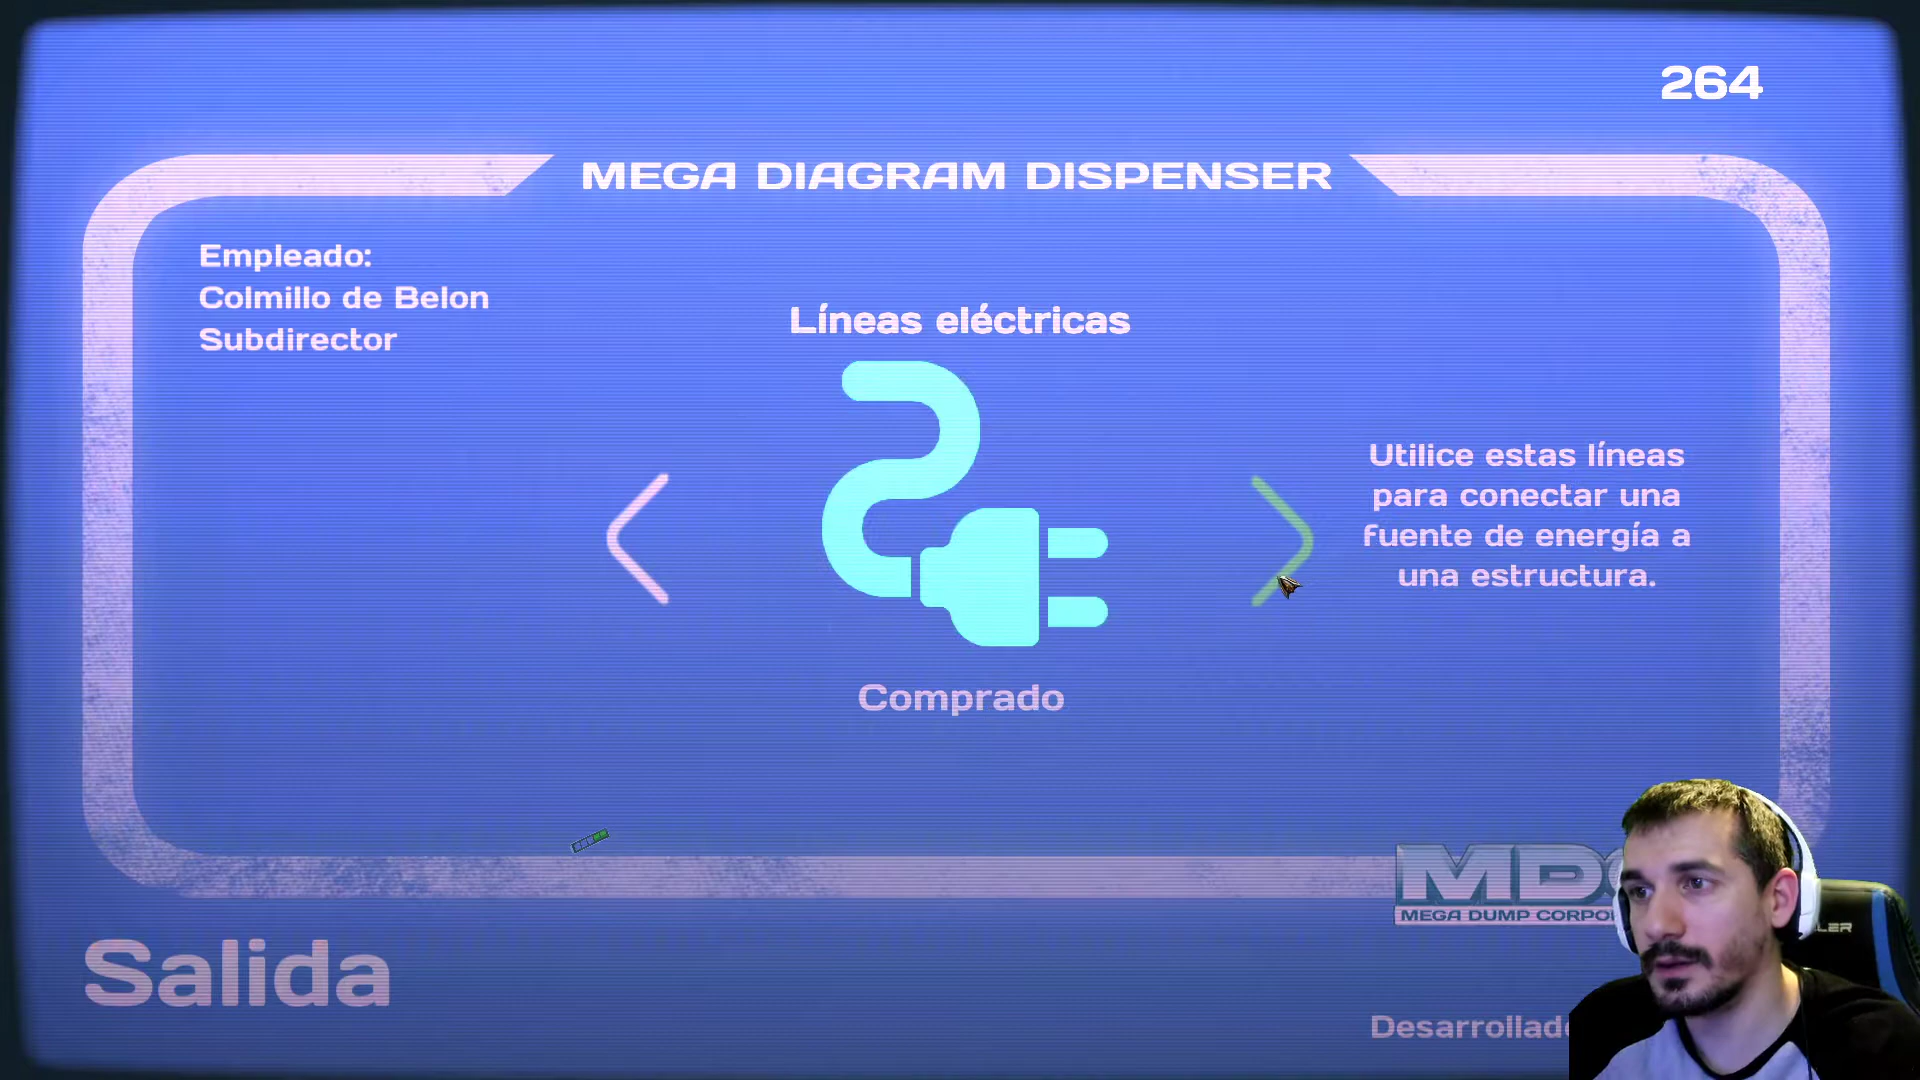 264
MEGA DIAGRAM DISPENSER
Empleado:
Colmillo de Belon
Subdirector
Líneas eléctricas
Utilice estas líneas
para conectar una
fuente de energía a
una estructura.
Comprado
MEGA DUMP
Salida